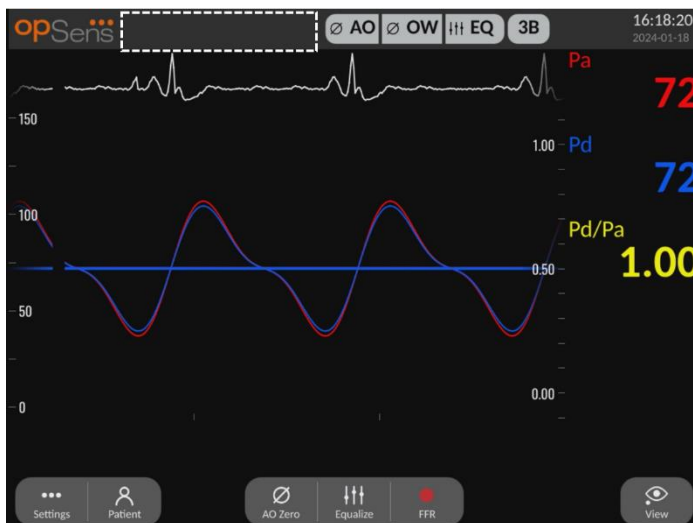 opSens
Ø AO Ø OW EQ 3B
16:18:20
2024-01-18
Pa
72
150
1.00
Pd
72
100
Pd/Pa
1.00
0.50
50
0.00
0
Settings
Patient
AO Zero
Equalize
FFR
View